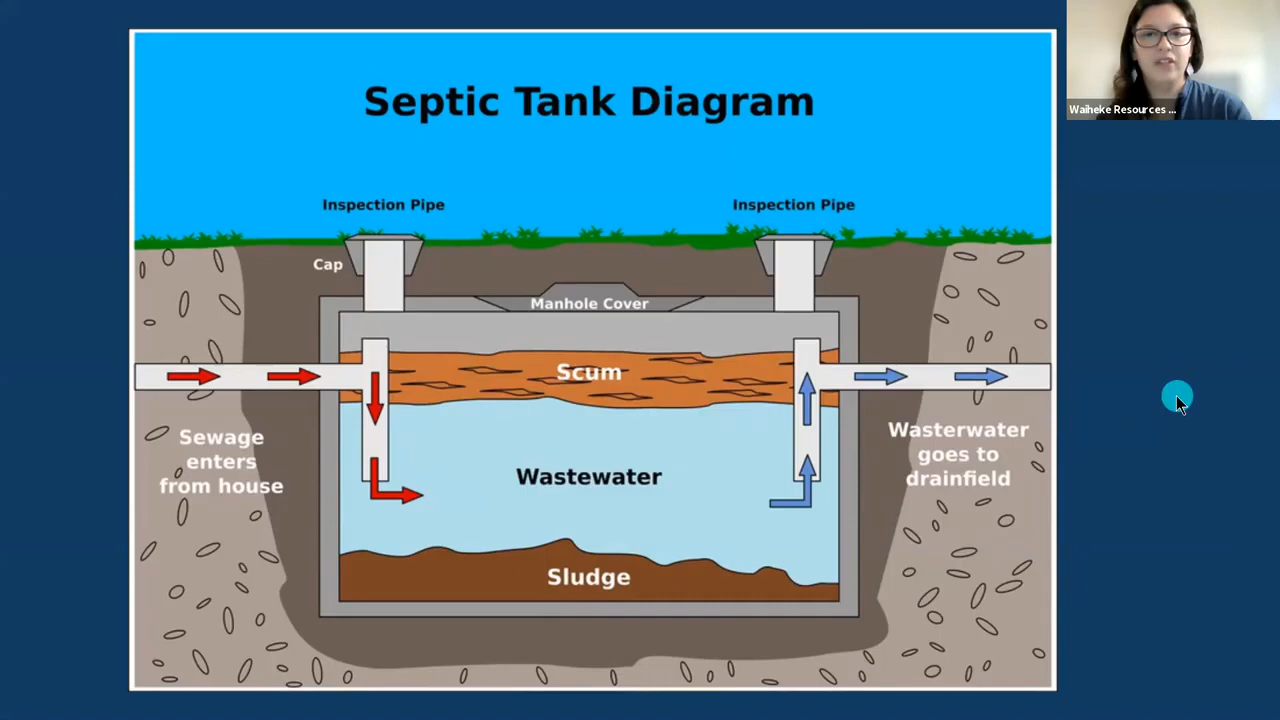 Septic Tank Diagram
Inspection Pipe
Inspection Pipe
Cap
Manhole Cover
Scum
Sewage
enters
from house
Wastewater
Wasterwater
goes to
drainfield
Sludge
Waiheke Resources ...